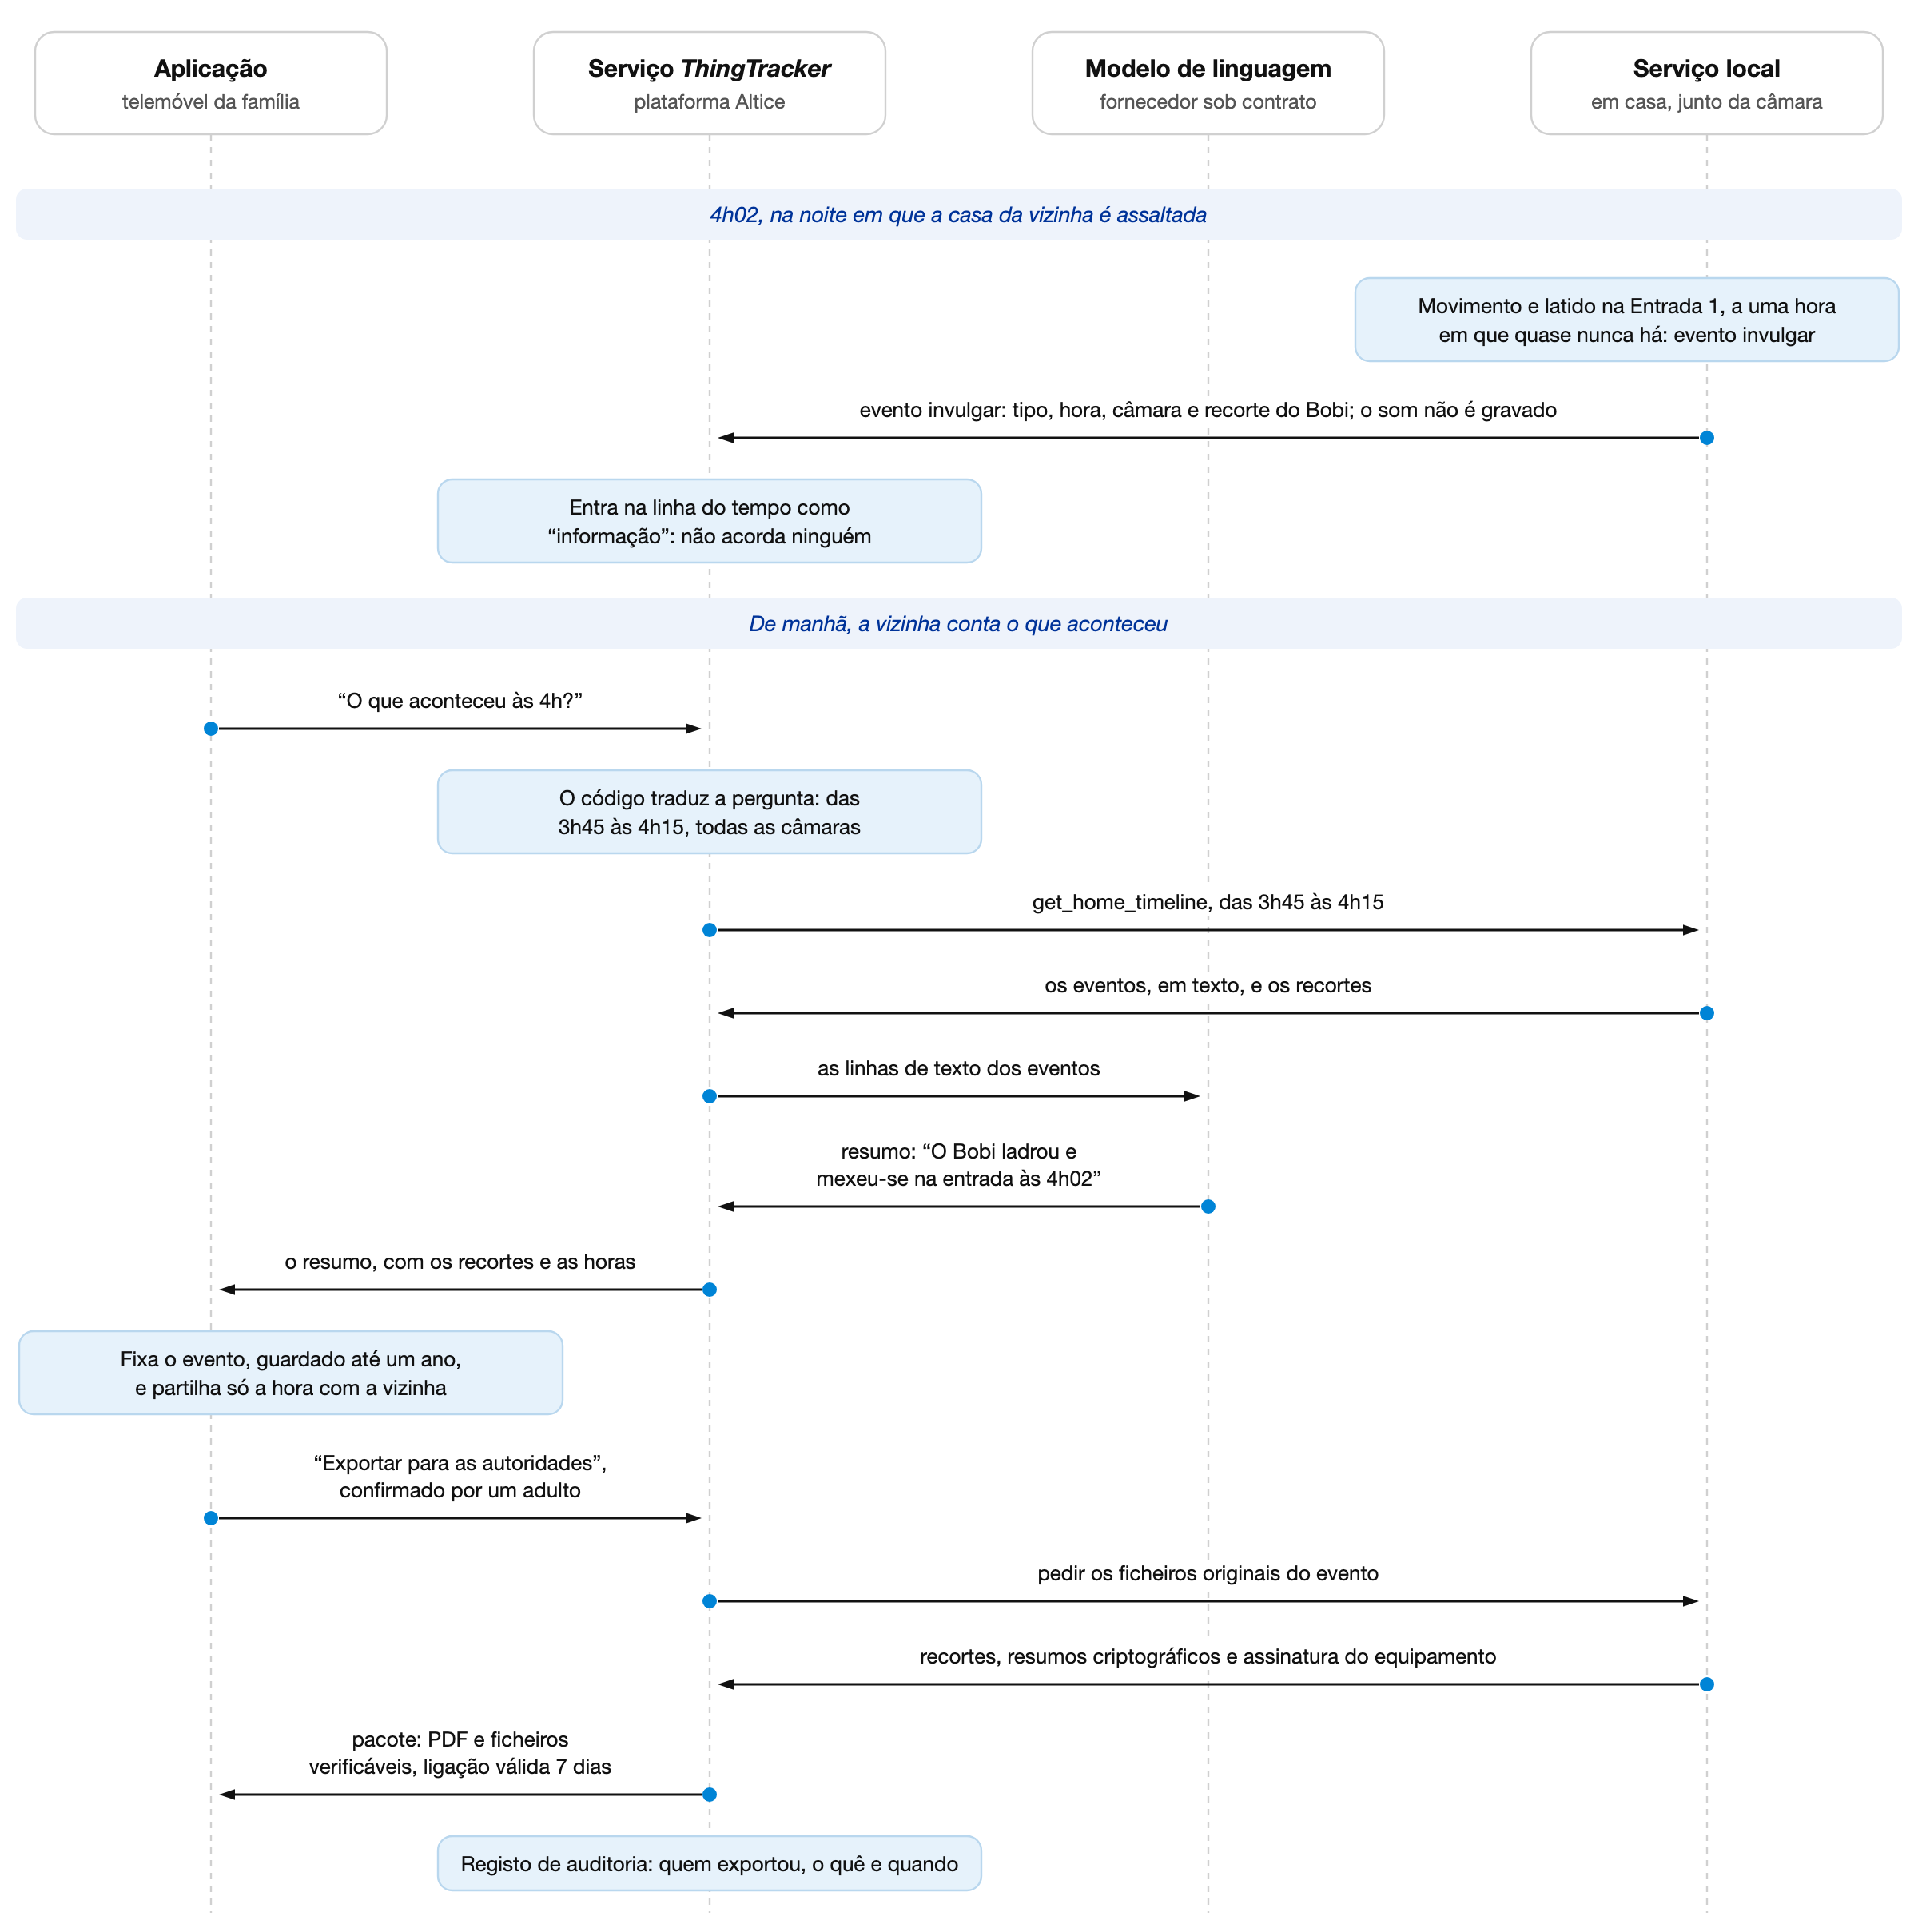 Aplicação
telemóvel da família
Serviço ThingTracker
plataforma Altice
Modelo de linguagem
fornecedor sob contrato
Serviço local
em casa, junto da câmara
4h02, na noite em que a casa da vizinha é assaltada
Movimento e latido na Entrada 1, a uma hora
em que quase nunca há: evento invulgar
evento invulgar: tipo, hora, câmara e recorte do Bobi; o som não é gravado
Entra na linha do tempo como
“informação”: não acorda ninguém
De manhã, a vizinha conta o que aconteceu
“O que aconteceu às 4h?”
O código traduz a pergunta: das
3h45 às 4h15, todas as câmaras
get_home_timeline, das 3h45 às 4h15
os eventos, em texto, e os recortes
as linhas de texto dos eventos
resumo: “O Bobi ladrou e
mexeu-se na entrada às 4h02”
o resumo, com os recortes e as horas
Fixa o evento, guardado até um ano,
e partilha só a hora com a vizinha
“Exportar para as autoridades”,
confirmado por um adulto
pedir os ficheiros originais do evento
recortes, resumos criptográficos e assinatura do equipamento
pacote: PDF e ficheiros
verificáveis, ligação válida 7 dias
Registo de auditoria: quem exportou, o quê e quando